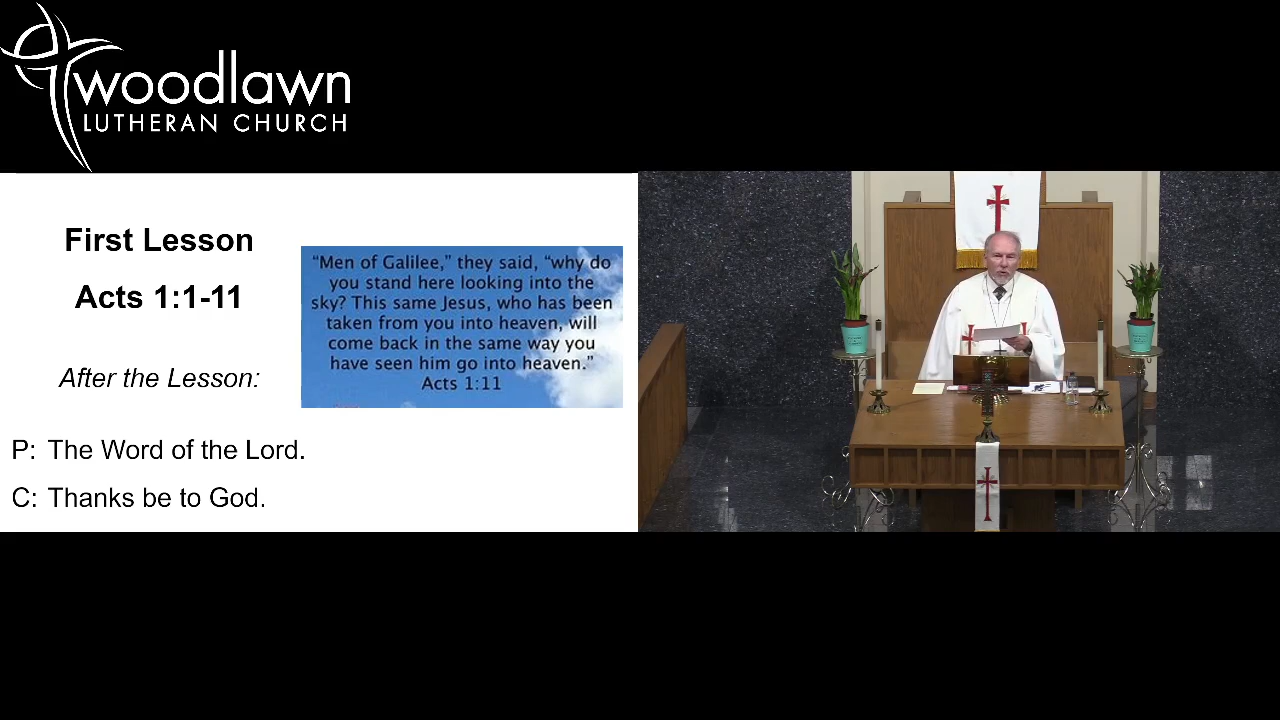 woodlawn
LUTHERAN CHURCH
First Lesson
Acts 1:1-11
After the Lesson:
P: The Word of the Lord.
C: Thanks be to God.
“Men of Galilee,” they said, “why do
you stand here looking into the
sky? This same Jesus, who has been
taken from you into heaven, will
come back in the same way you
have seen him go into heaven.”
Acts 1:11